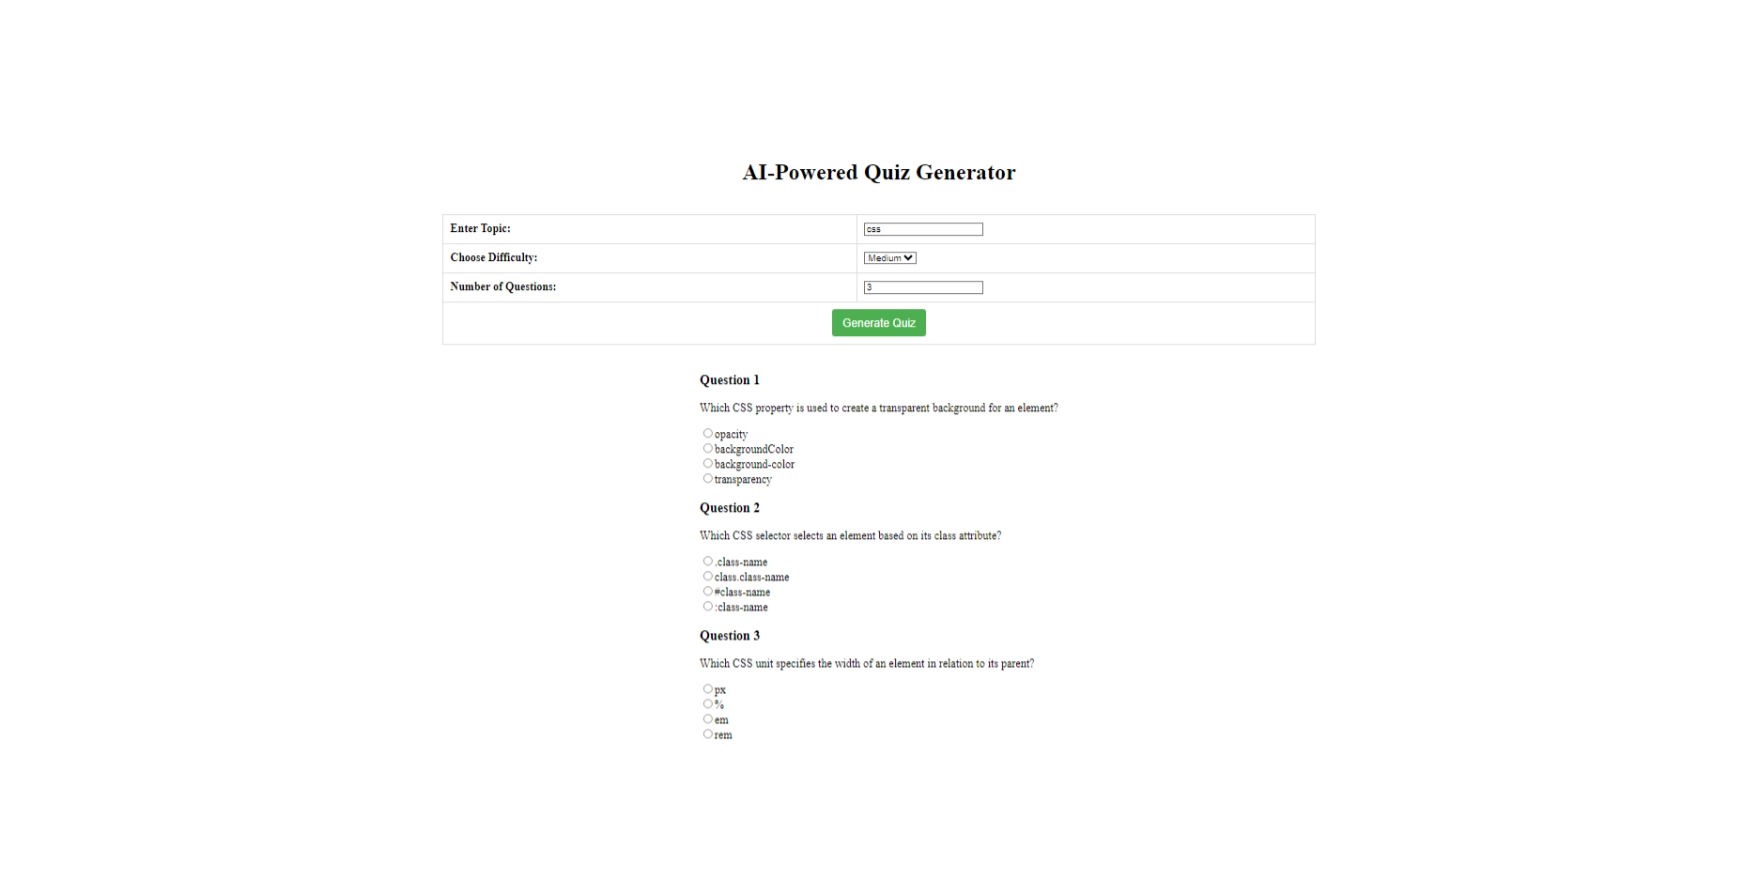 AI-Powered Quiz Generator
Enter Topic: css
Choose Difficulty: Medium
Number of Questions: 3
Generate Quiz
Question 1
Which CSS property is used to create a transparent background for an element?
opacity
backgroundColor
background-color
transparency
Question 2
Which CSS selector selects an element based on its class attribute?
.class-name
class.class-name
#class-name
:class-name
Question 3
Which CSS unit specifies the width of an element in relation to its parent?
px
%
em
rem